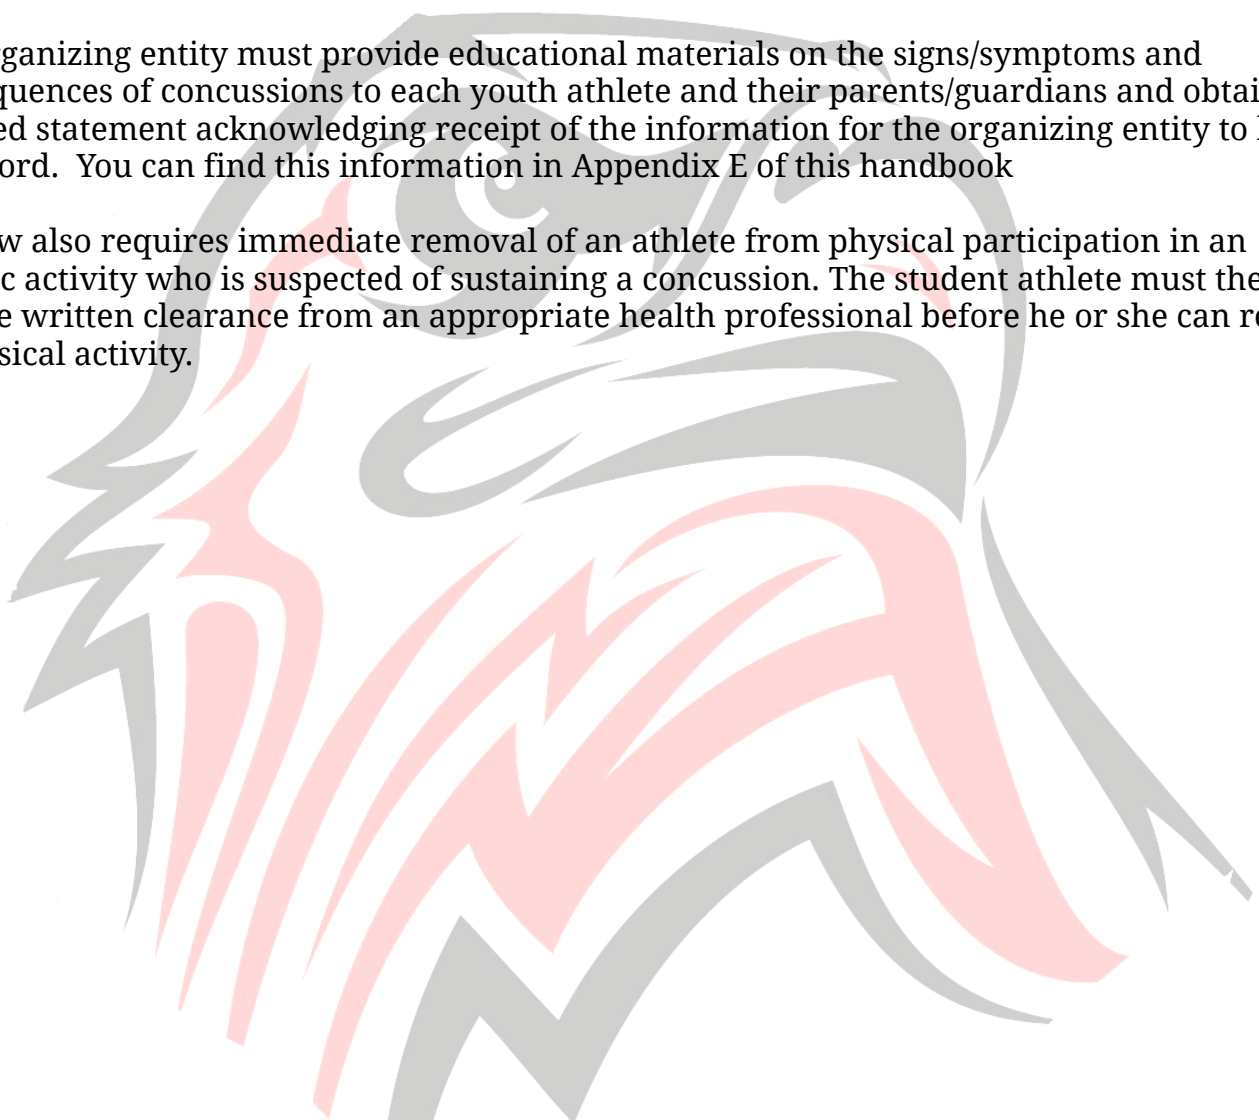 ganizing entity must provide educational materials on the signs/symptoms and
quences of concussions to each youth athlete and their parents/guardians and obtai
ed statement acknowledging receipt of the information for the organizing entity to
ord.  You can find this information in Appendix E of this handbook
w also requires immediate removal of an athlete from physical participation in an
c activity who is suspected of sustaining a concussion. The student athlete must the
e written clearance from an appropriate health professional before he or she can re
sical activity.